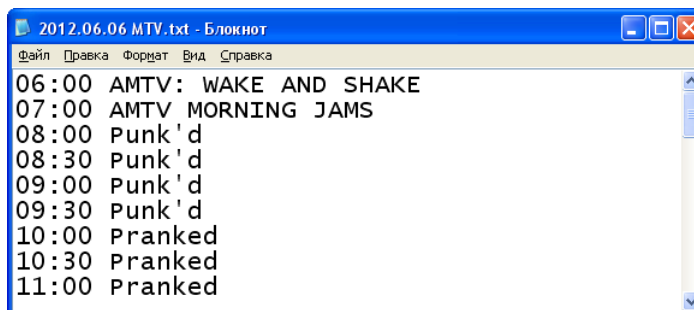 2012.06.06 MTV.txt - Блокнот
Файл Правка Формат Вид Справка
06:00 AMTV: WAKE AND SHAKE
07:00 AMTV MORNING JAMS
08:00 Punk'd
08:30 Punk'd
09:00 Punk'd
09:30 Punk'd
10:00 Pranked
10:30 Pranked
11:00 Pranked